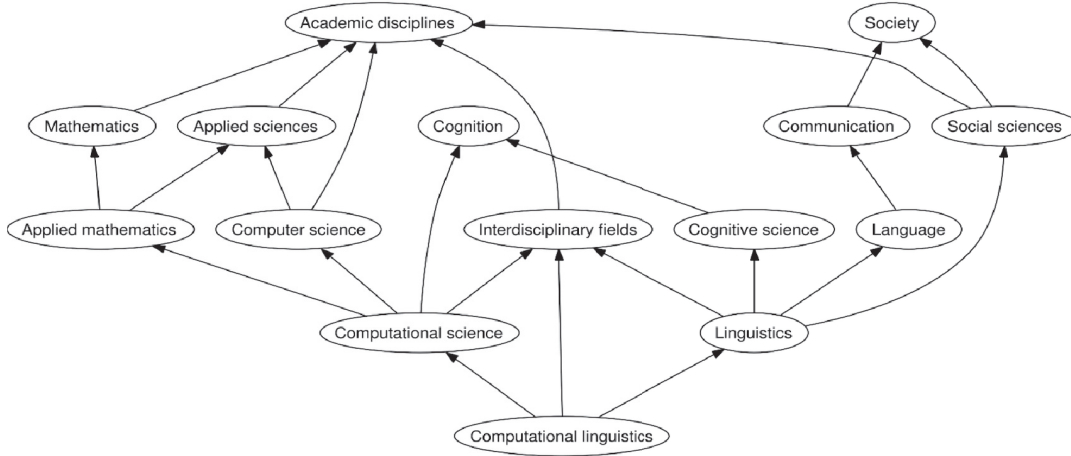 Academic disciplines
Society
Mathematics
Applied sciences
Cognition
Communication
Social sciences
Applied mathematics
Computer science
Interdisciplinary fields
Cognitive science
Language
Computational science
Linguistics
Computational linguistics